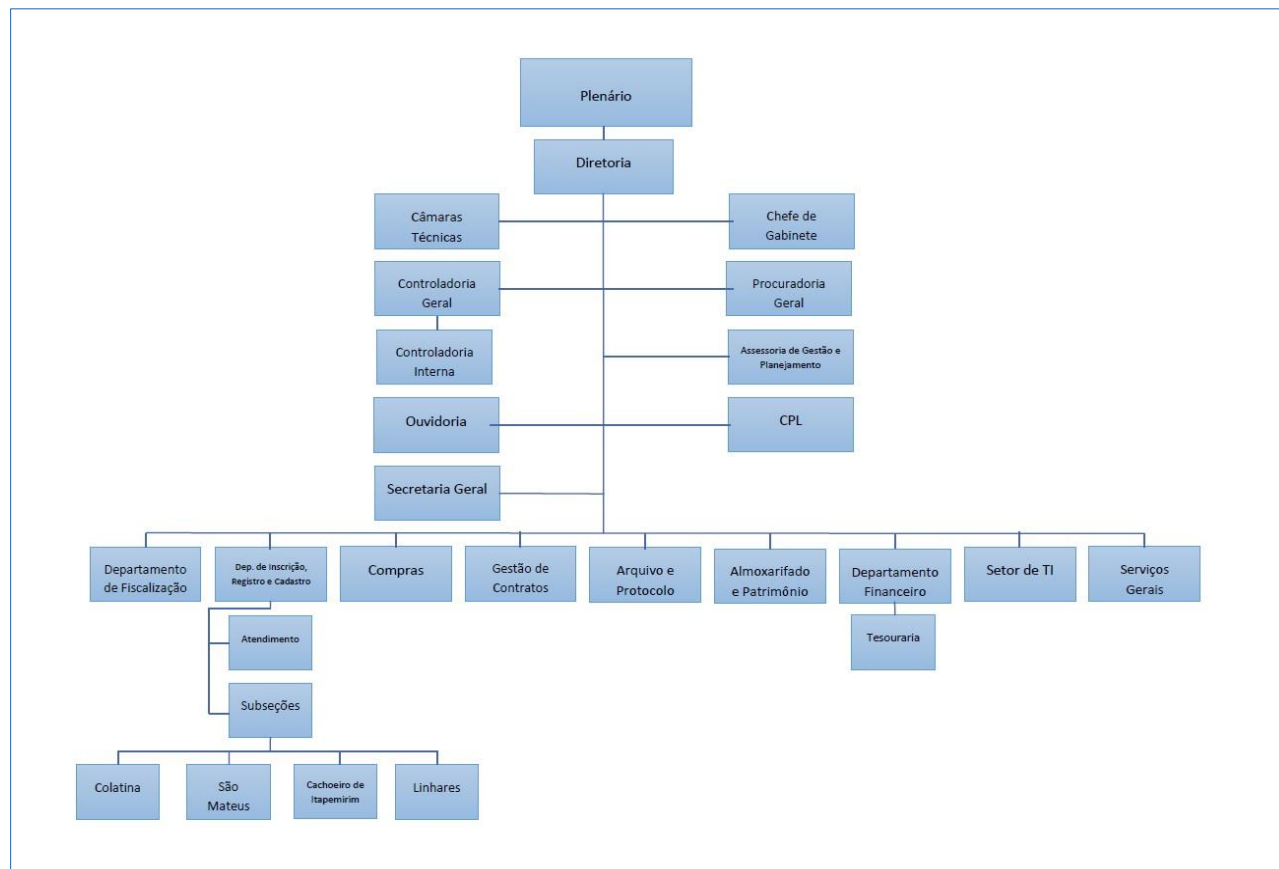 Plenário
Diretoria
Câmaras
Técnicas
Chefe de
Gabinete
Controladoria
Geral
Procuradoria
Geral
Controladoria
Interna
Assessoria de Gestão e
Planejamento
Ouvidoria
CPL
Secretaria Geral
Departamento
de Fiscalização
Dep. de Inscrição,
Registro e Cadastro
Compras
Gestão de
Contratos
Arquivo e
Protocolo
Almoxarifado
e Patrimônio
Departamento
Financeiro
Setor de TI
Serviços
Gerais
Atendimento
Tesouraria
Subseções
Colatina
São
Mateus
Cachoeiro de
Itapemirim
Linhares